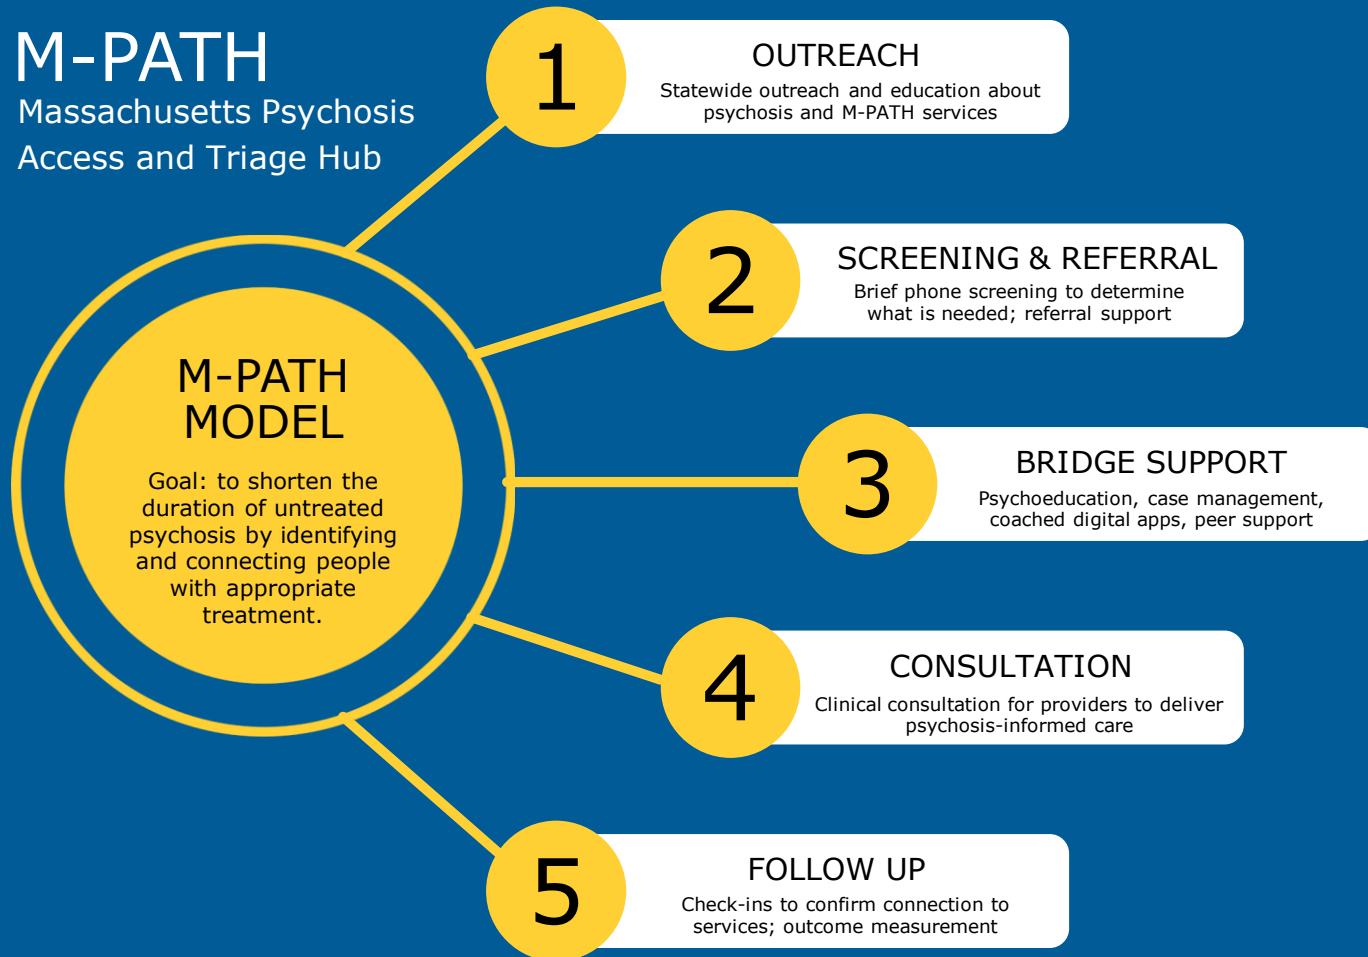 M-PATH
Massachusetts Psychosis
Access and Triage Hub
M-PATH
MODEL
Goal: to shorten the
duration of untreated
psychosis by identifying
and connecting people
with appropriate
treatment.
1
OUTREACH
Statewide outreach and education about
psychosis and M-PATH services
2
SCREENING & REFERRAL
Brief phone screening to determine
what is needed; referral support
3
BRIDGE SUPPORT
Psychoeducation, case management,
coached digital apps, peer support
4
CONSULTATION
Clinical consultation for providers to deliver
psychosis-informed care
5
FOLLOW UP
Check-ins to confirm connection to
services; outcome measurement